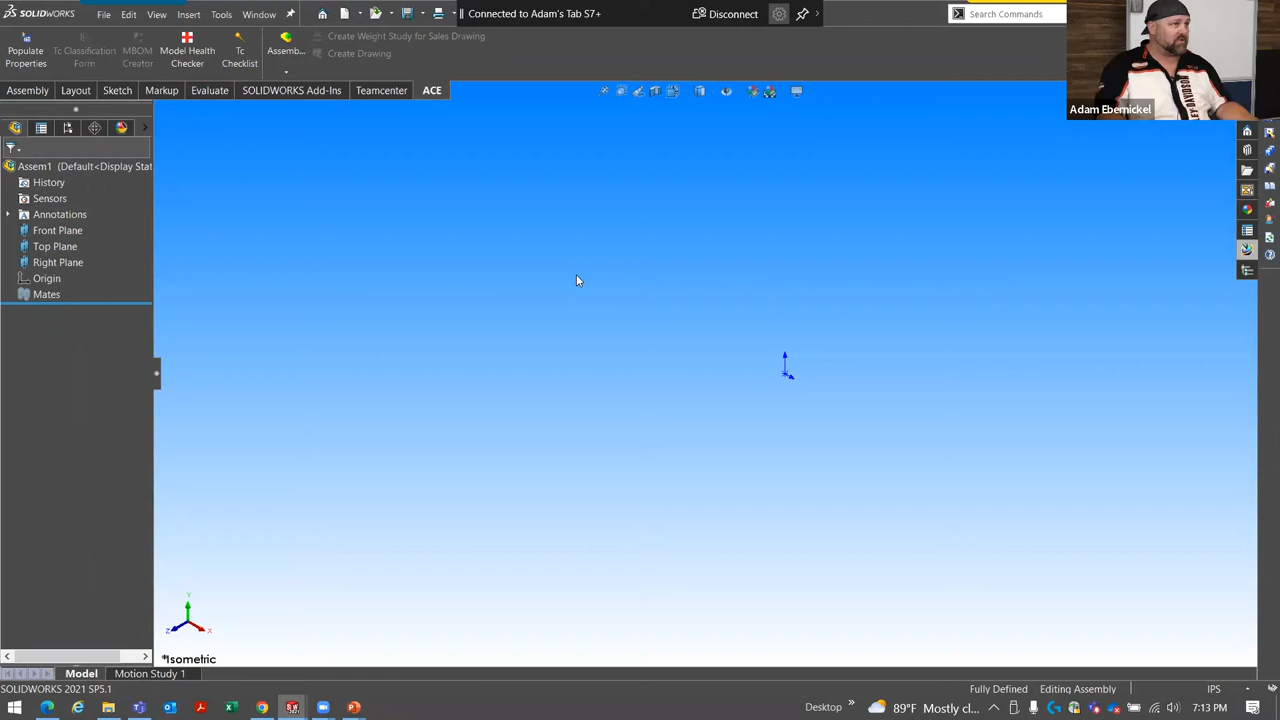 SOLIDWORKS
File
Edit
View
Insert
Tools
Window
Connected to Adam's Tab S7+
Disconnect
Search Commands
Populate
Properties
Tc Classification
Form
MBOM
Creator
Model Health
Checker
Tc
Checklist
Assemb...
Create Weight Study for Sales Drawing
Create Drawing
Assembly
Layout
Sketch
Markup
Evaluate
SOLIDWORKS Add-Ins
Teamcenter
ACE
Adam Ebernickel
Assem1 (Default<Display Stat
History
Sensors
Annotations
Front Plane
Top Plane
Right Plane
Origin
Mates
Y
Z
X
*Isometric
Model
Motion Study 1
SOLIDWORKS 2021 SP5.1
Fully Defined
Editing Assembly
IPS
Desktop
89°F Mostly cl...
7:13 PM